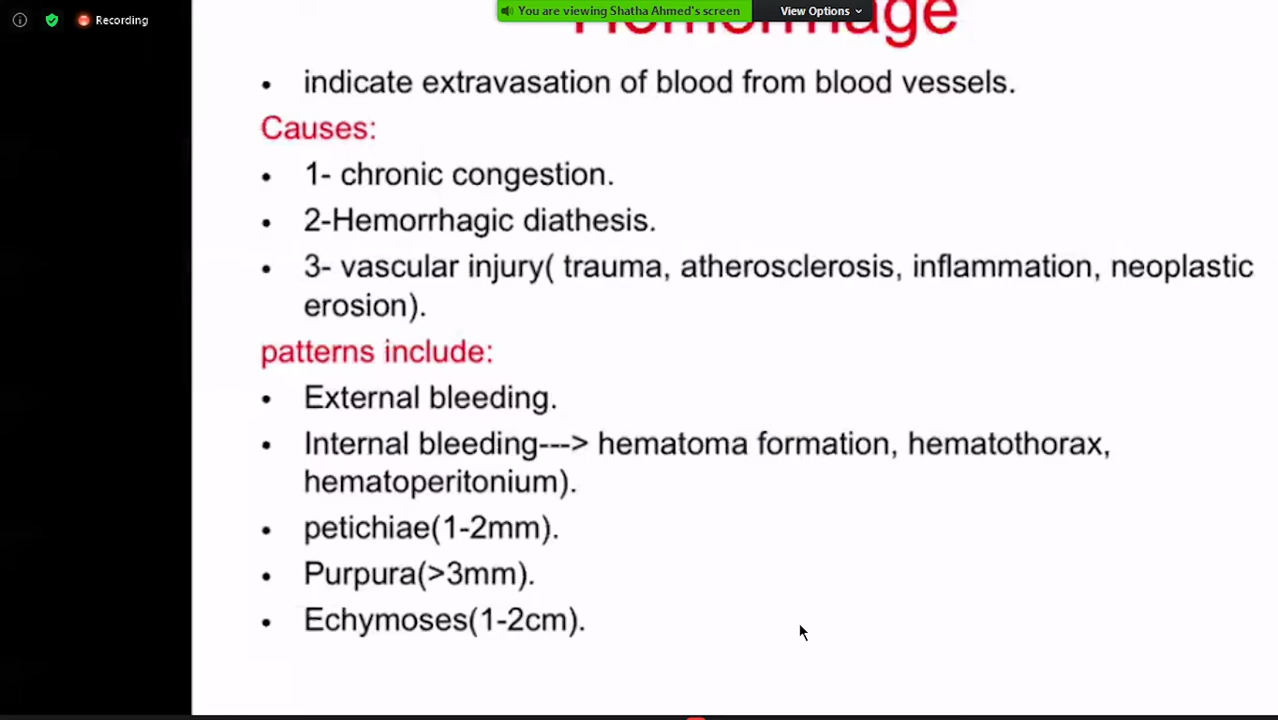 Recording
You are viewing Shatha Ahmed's screen
View Options
Hemorrhage
• indicate extravasation of blood from blood vessels.
Causes:
• 1- chronic congestion.
• 2-Hemorrhagic diathesis.
• 3- vascular injury( trauma, atherosclerosis, inflammation, neoplastic
erosion).
patterns include:
• External bleeding.
• Internal bleeding---> hematoma formation, hematothorax,
hematoperitonium).
• petichiae(1-2mm).
• Purpura(>3mm).
• Echymoses(1-2cm).